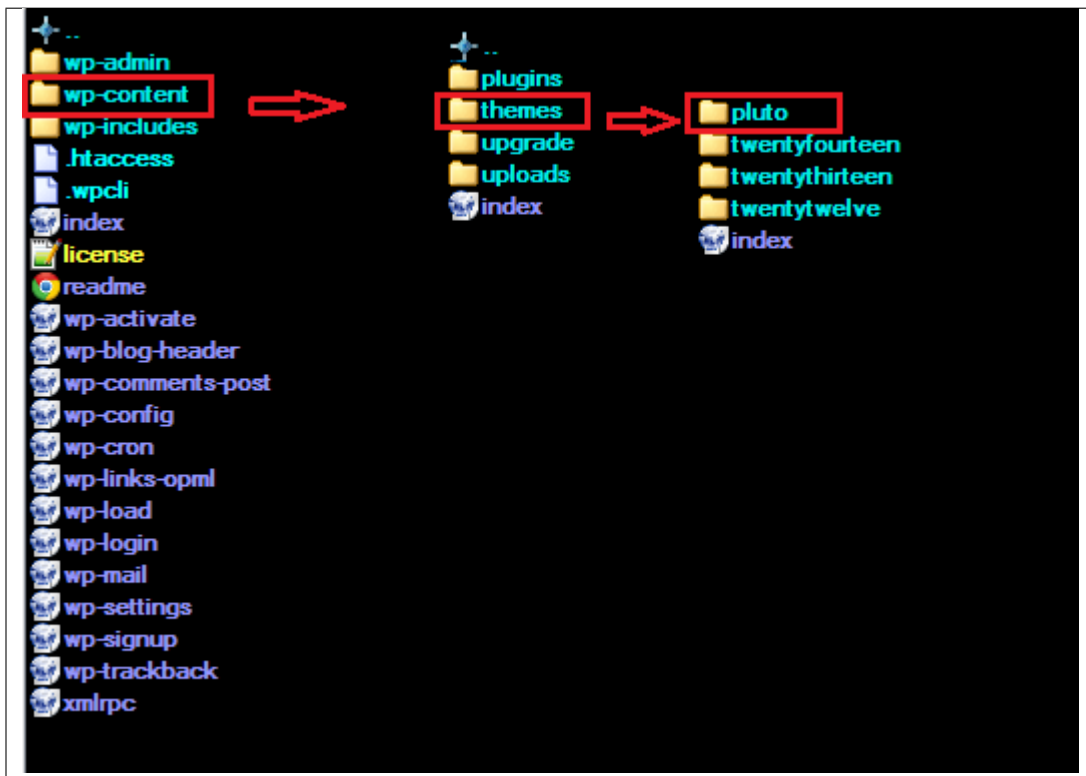 ..
wp-admin
wp-content
wp-includes
.htaccess
.wpcli
index
license
readme
wp-activate
wp-blog-header
wp-comments-post
wp-config
wp-cron
wp-links-opml
wp-load
wp-login
wp-mail
wp-settings
wp-signup
wp-trackback
xmlrpc
..
plugins
themes
upgrade
uploads
index
pluto
twentyfourteen
twentythirteen
twentytwelve
index